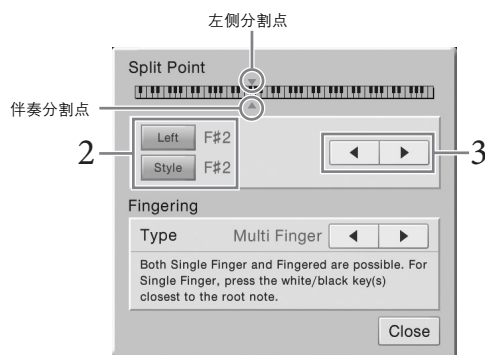 左侧分割点
Split Point
伴奏分割点
2
Left F♯2
Style F♯2
3
Fingering
Type Multi Finger
Both Single Finger and Fingered are possible. For
Single Finger, press the white/black key(s)
closest to the root note.
Close